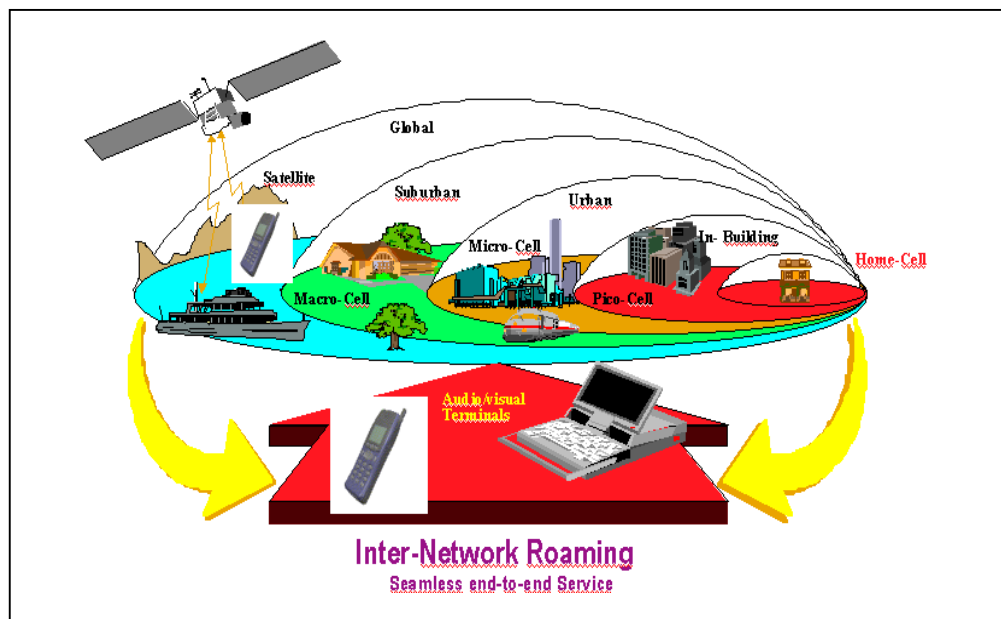 Global
Satellite
Suburban
Urban
Micro-Cell
In- Building
Home-Cell
Macro-Cell
Pico-Cell
Audio/visual
Terminals
Inter-Network Roaming
Seamless end-to-end Service